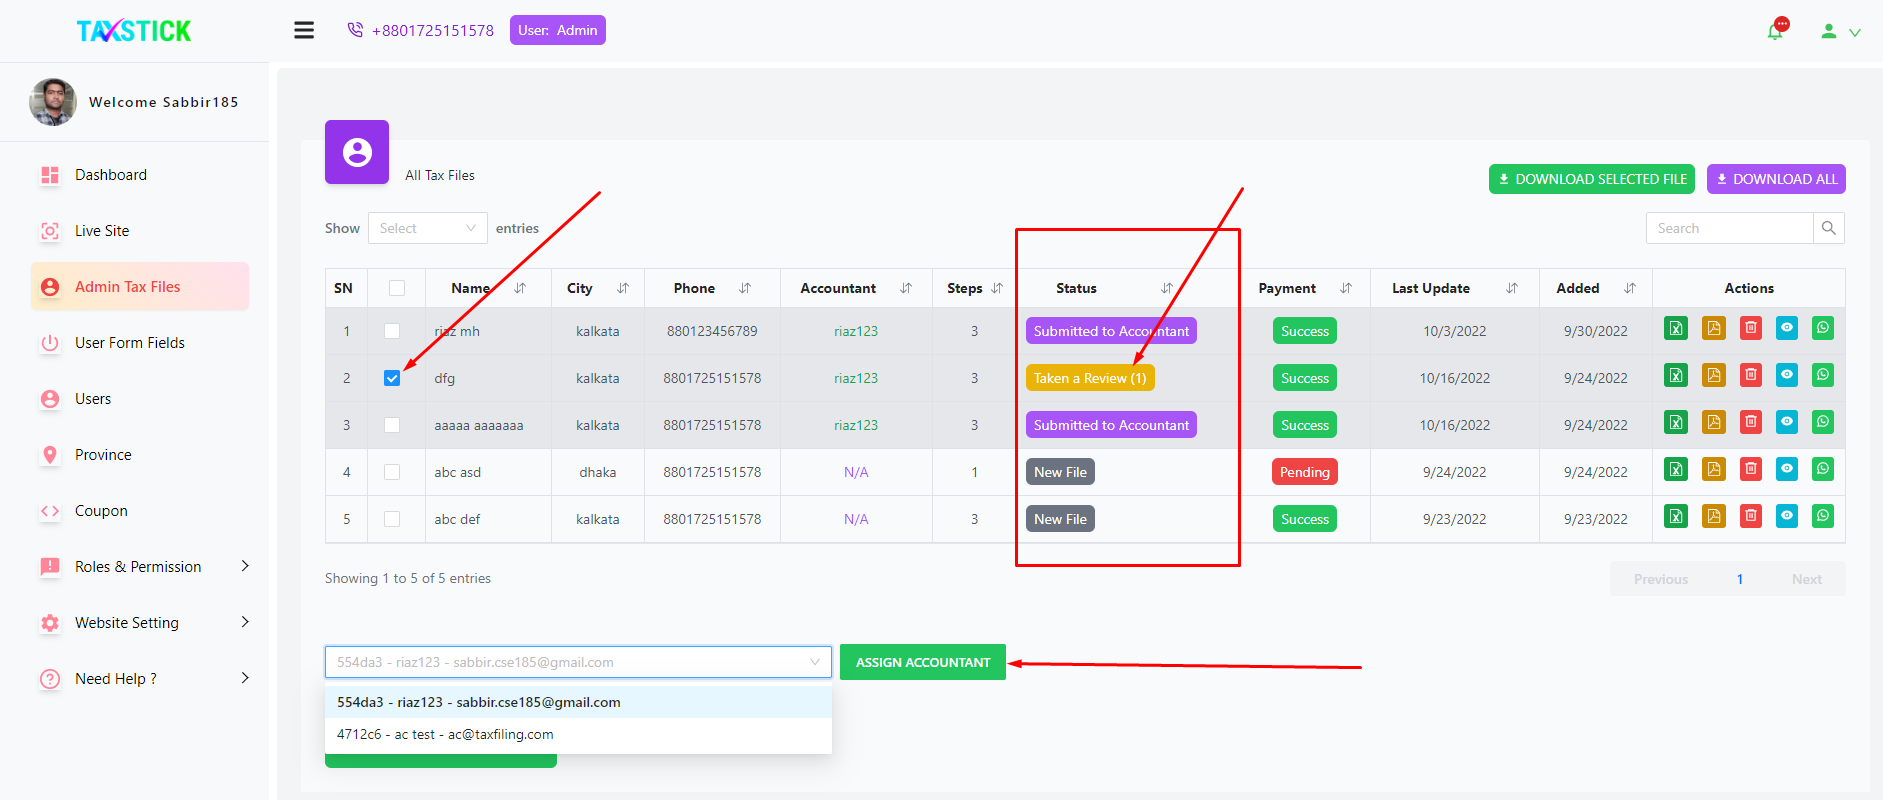 TAXSTICK
+8801725151578
User: Admin
Welcome Sabbir185
Dashboard
Live Site
Admin Tax Files
User Form Fields
Users
Province
Coupon
Roles & Permission
Website Setting
Need Help ?
All Tax Files
DOWNLOAD SELECTED FILE
DOWNLOAD ALL
Show Select entries
Search
SN Name City Phone Accountant Steps Status Payment Last Update Added Actions
1 riaz mh kalkata 880123456789 riaz123 3 Submitted to Accountant Success 10/3/2022 9/30/2022
2 dfg kalkata 8801725151578 riaz123 3 Taken a Review (1) Success 10/16/2022 9/24/2022
3 aaaaa aaaaaaa kalkata 8801725151578 riaz123 3 Submitted to Accountant Success 10/16/2022 9/24/2022
4 abc asd dhaka 8801725151578 N/A 1 New File Pending 9/24/2022 9/24/2022
5 abc def kalkata 8801725151578 N/A 3 New File Success 9/23/2022 9/23/2022
Showing 1 to 5 of 5 entries
Previous 1 Next
554da3 - riaz123 - sabbir.cse185@gmail.com
ASSIGN ACCOUNTANT
554da3 - riaz123 - sabbir.cse185@gmail.com
4712c6 - ac test - ac@taxfiling.com